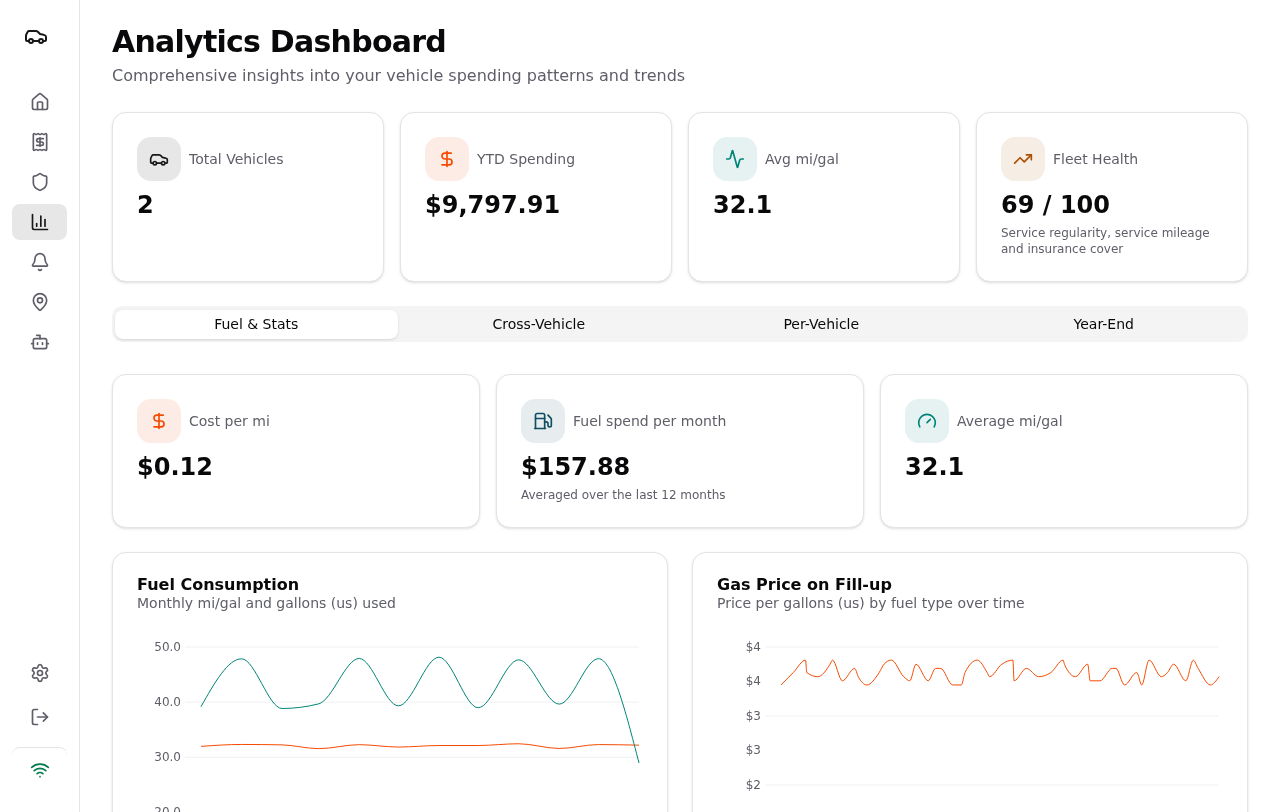 Analytics Dashboard
Comprehensive insights into your vehicle spending patterns and trends
Total Vehicles
2
YTD Spending
$9,797.91
Avg mi/gal
32.1
Fleet Health
69 / 100
Service regularity, service mileage
and insurance cover
Fuel & Stats
Cross-Vehicle
Per-Vehicle
Year-End
Cost per mi
$0.12
Fuel spend per month
$157.88
Averaged over the last 12 months
Average mi/gal
32.1
Fuel Consumption
Monthly mi/gal and gallons (us) used
50.0
40.0
30.0
20.0
Gas Price on Fill-up
Price per gallons (us) by fuel type over time
$4
$4
$3
$3
$2